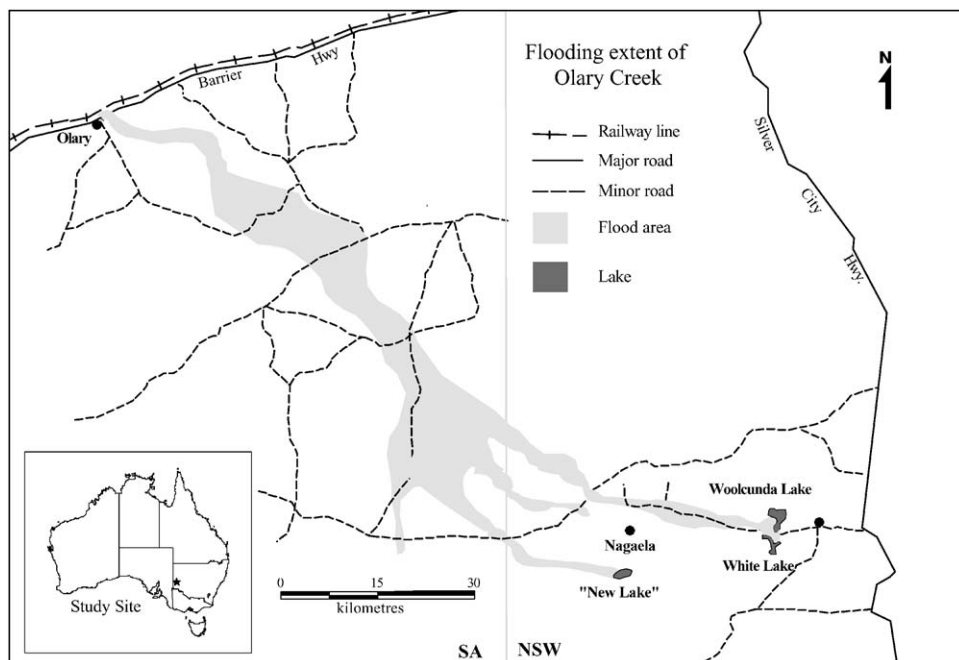 Flooding extent of
Olary Creek
N
Barrier
Hwy
Olary
Railway line
Major road
Minor road
Flood area
Lake
Silver
City
Hwy.
Woolcunda Lake
Nagaela
White Lake
"New Lake"
0 15 30
kilometres
Study Site
SA NSW